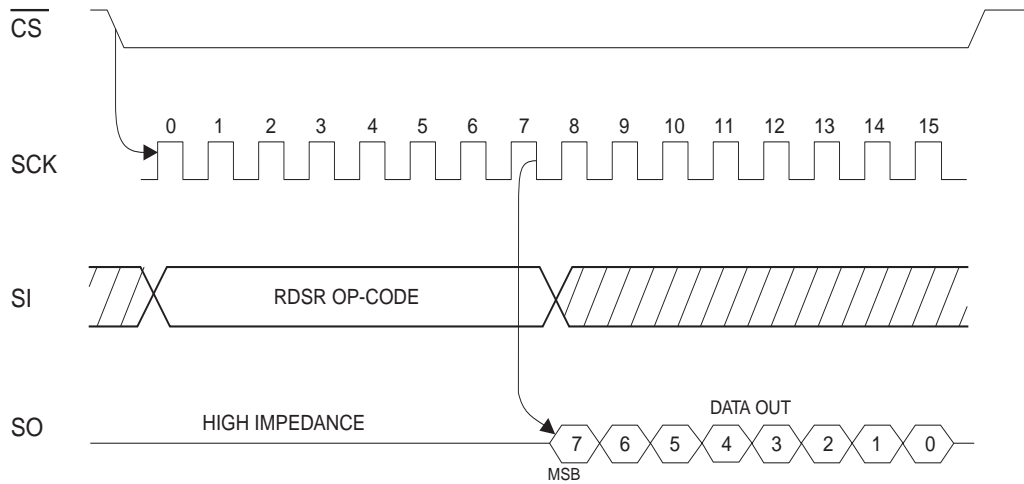 CS
0 1 2 3 4 5 6 7 8 9 10 11 12 13 14 15
SCK
SI
RDSR OP-CODE
DATA OUT
SO
HIGH IMPEDANCE
7 6 5 4 3 2 1 0
MSB